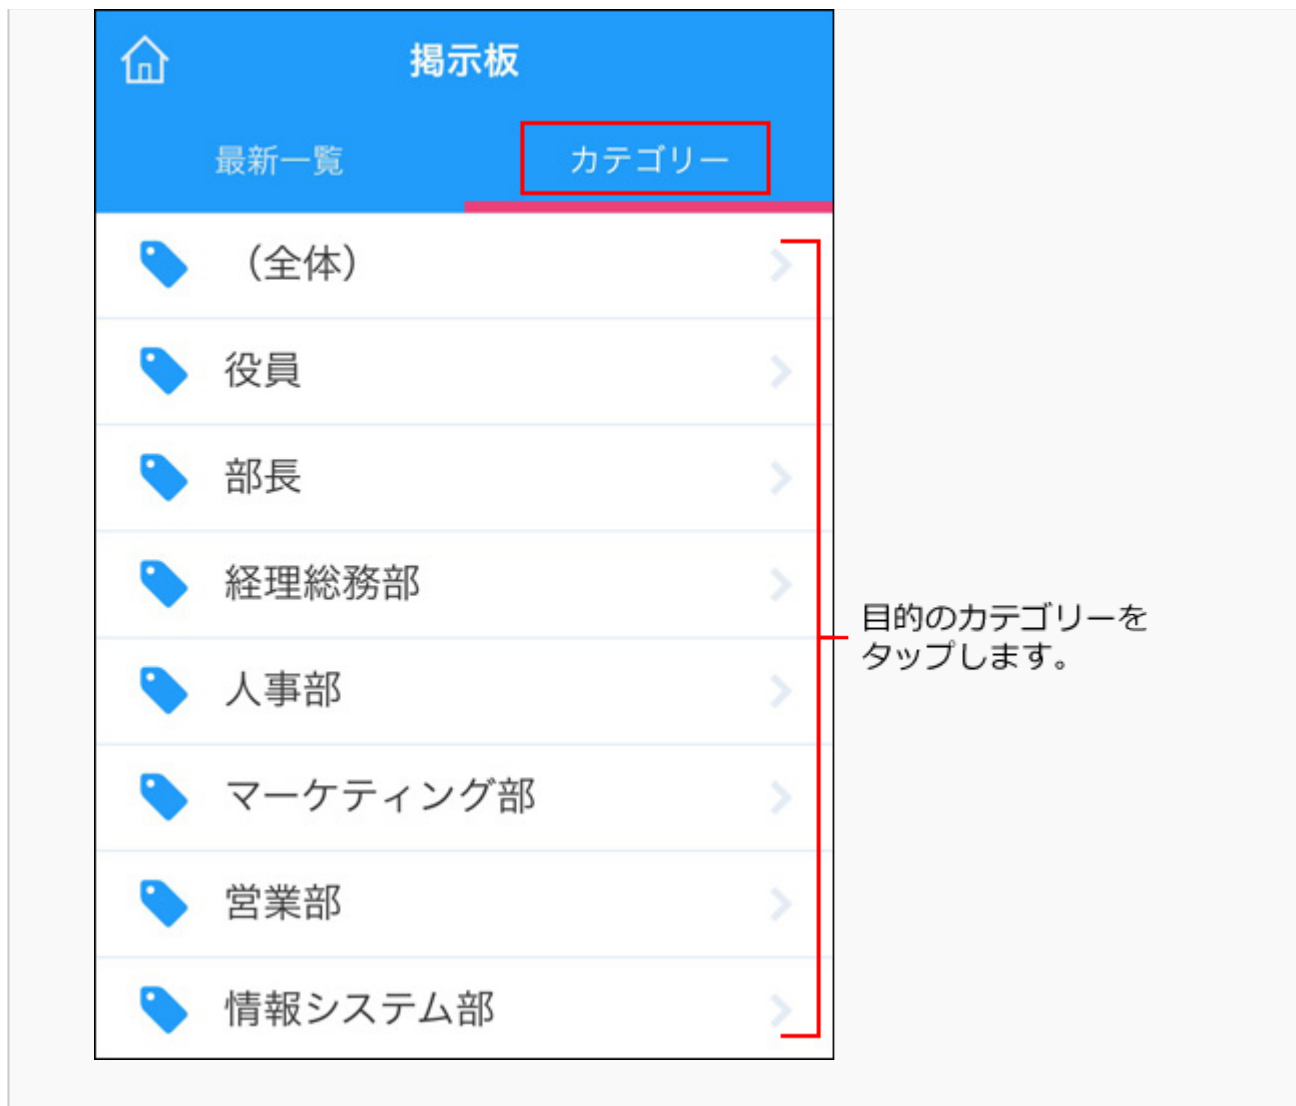 掲示板
最新一覧
カテゴリー
（全体）
役員
部長
経理総務部
人事部
マーケティング部
営業部
情報システム部
目的のカテゴリーを
タップします。